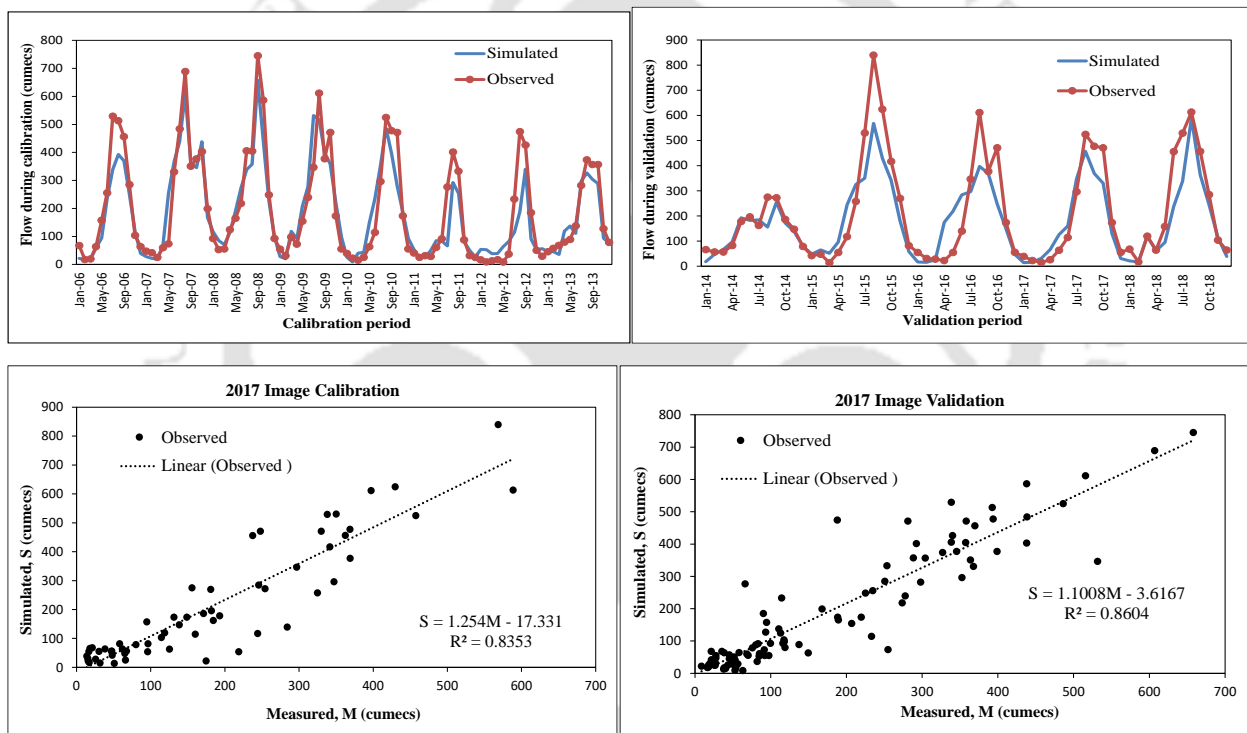 Flow during calibration (cumecs)
800
700
600
500
400
300
200
100
0
Simulated
Observed
Jan-06
May-06
Sep-06
Jan-07
May-07
Sep-07
Jan-08
May-08
Sep-08
Jan-09
May-09
Sep-09
Jan-10
May-10
Sep-10
Jan-11
May-11
Sep-11
Jan-12
May-12
Sep-12
Jan-13
May-13
Sep-13
Calibration period
Flow during validation (cumecs)
900
800
700
600
500
400
300
200
100
0
Simulated
Observed
Jan-14
Apr-14
Jul-14
Oct-14
Jan-15
Apr-15
Jul-15
Oct-15
Jan-16
Apr-16
Jul-16
Oct-16
Jan-17
Apr-17
Jul-17
Oct-17
Jan-18
Apr-18
Jul-18
Oct-18
Validation period
2017 Image Calibration
Simulated, S (cumecs)
900
800
700
600
500
400
300
200
100
0
Observed
Linear (Observed )
S = 1.254M - 17.331
R² = 0.8353
0 100 200 300 400 500 600 700
Measured, M (cumecs)
2017 Image Validation
Simulated, S (cumecs)
800
700
600
500
400
300
200
100
0
Observed
Linear (Observed )
S = 1.1008M - 3.6167
R² = 0.8604
0 100 200 300 400 500 600 700
Measured, M (cumecs)